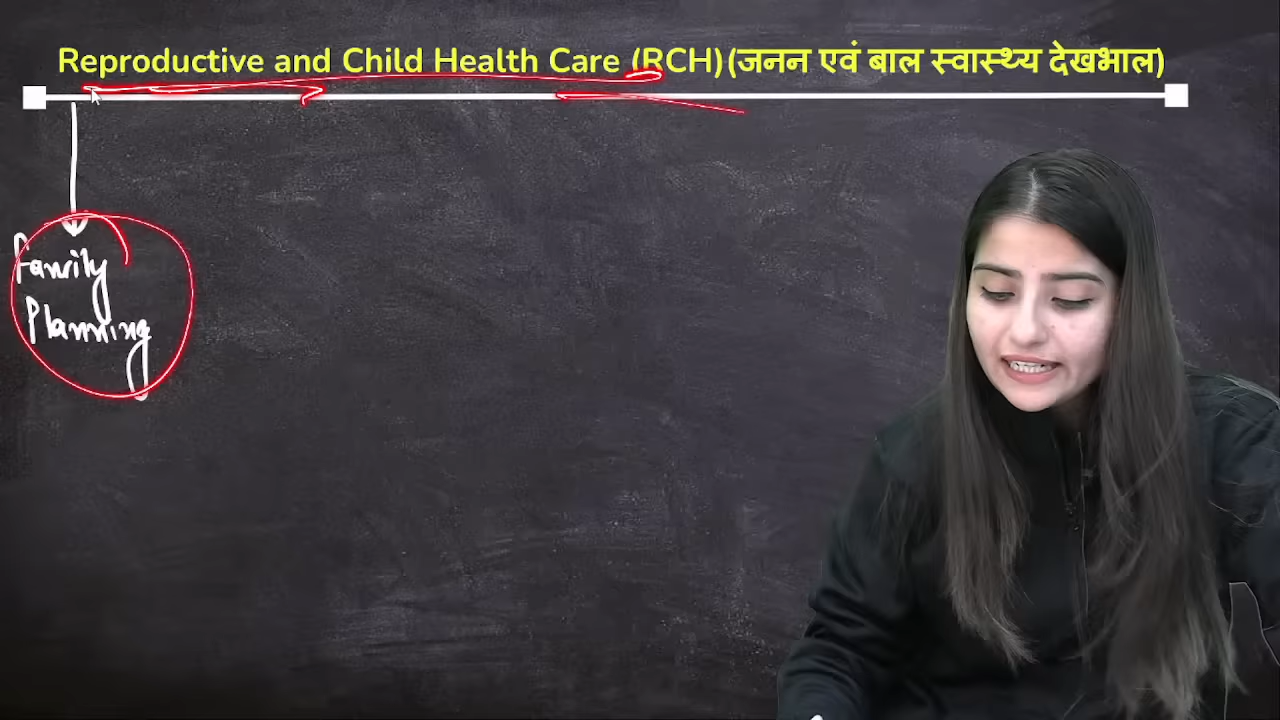 Reproductive and Child Health Care (RCH)(जनन एवं बाल स्वास्थ्य देखभाल)
Family
Planning